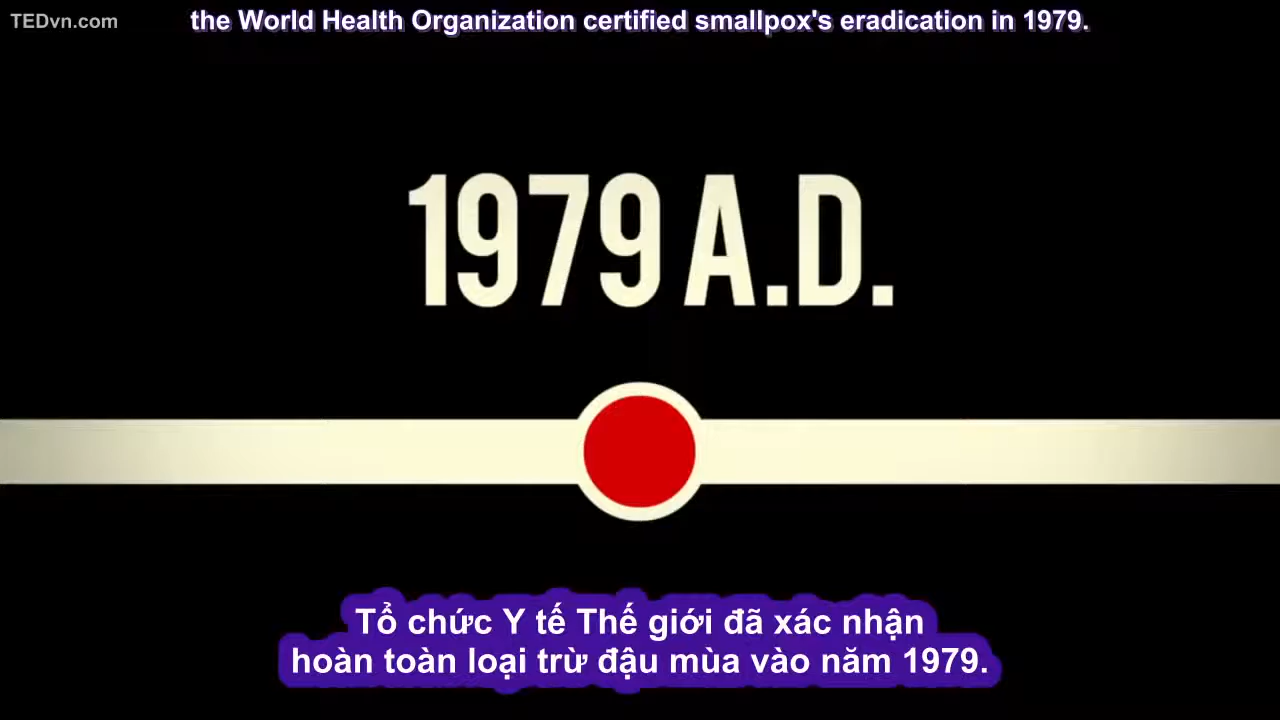 TEDvn.com
the World Health Organization certified smallpox's eradication in 1979.
1979 A.D.
Tổ chức Y tế Thế giới đã xác nhận
hoàn toàn loại trừ đậu mùa vào năm 1979.